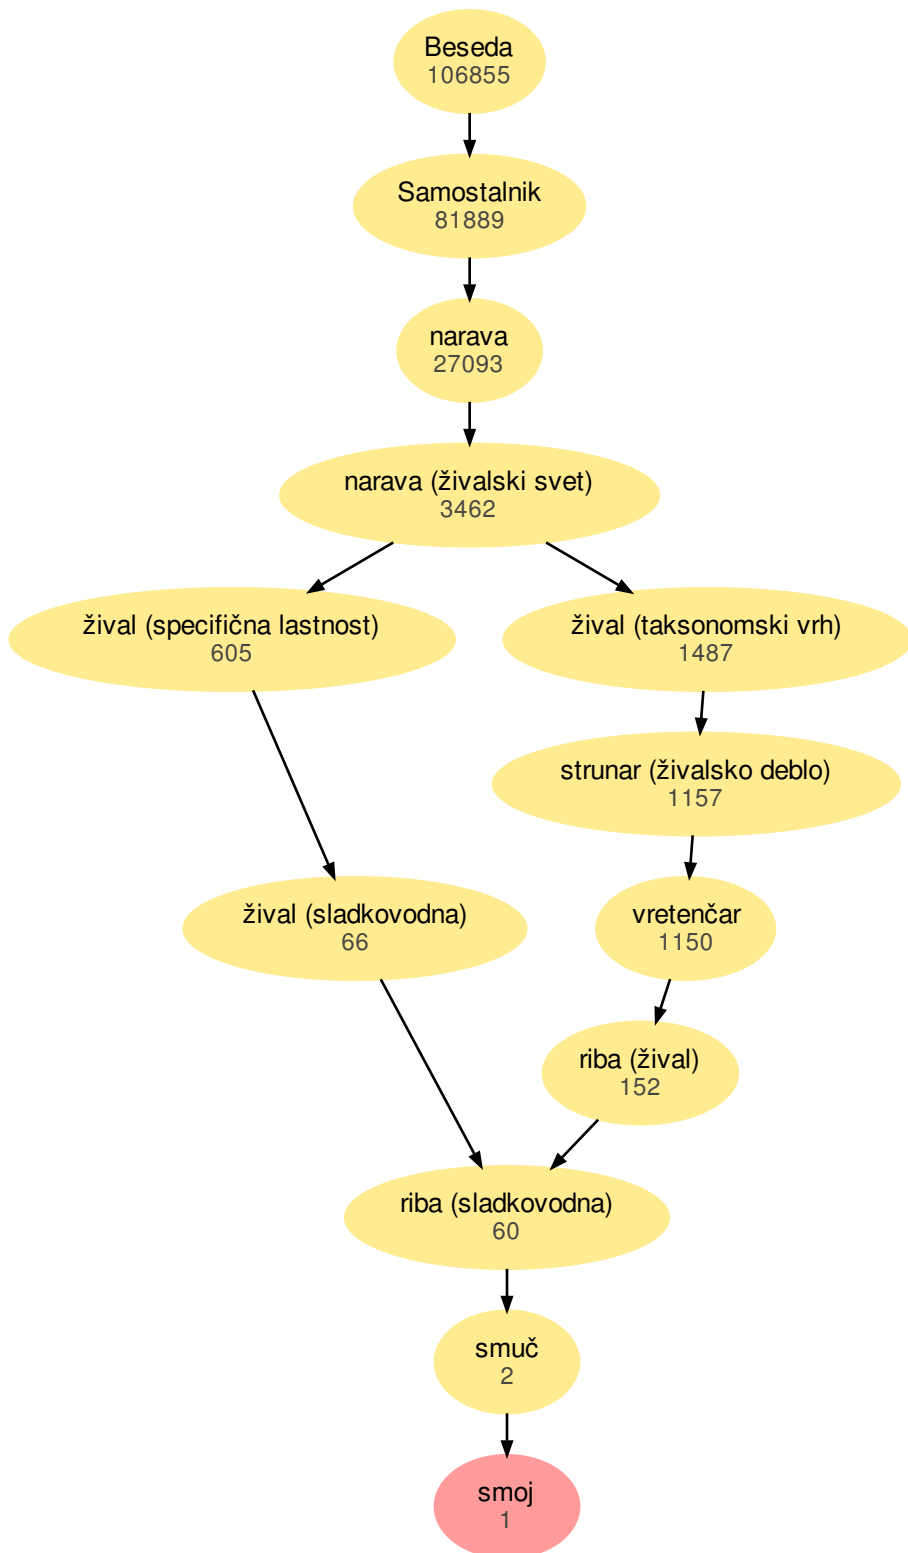 Beseda
106855
Samostalnik
81889
narava
27093
narava (živalski svet)
3462
žival (specifična lastnost)
605
žival (taksonomski vrh)
1487
strunar (živalsko deblo)
1157
žival (sladkovodna)
66
vretenčar
1150
riba (žival)
152
riba (sladkovodna)
60
smuč
2
smoj
1